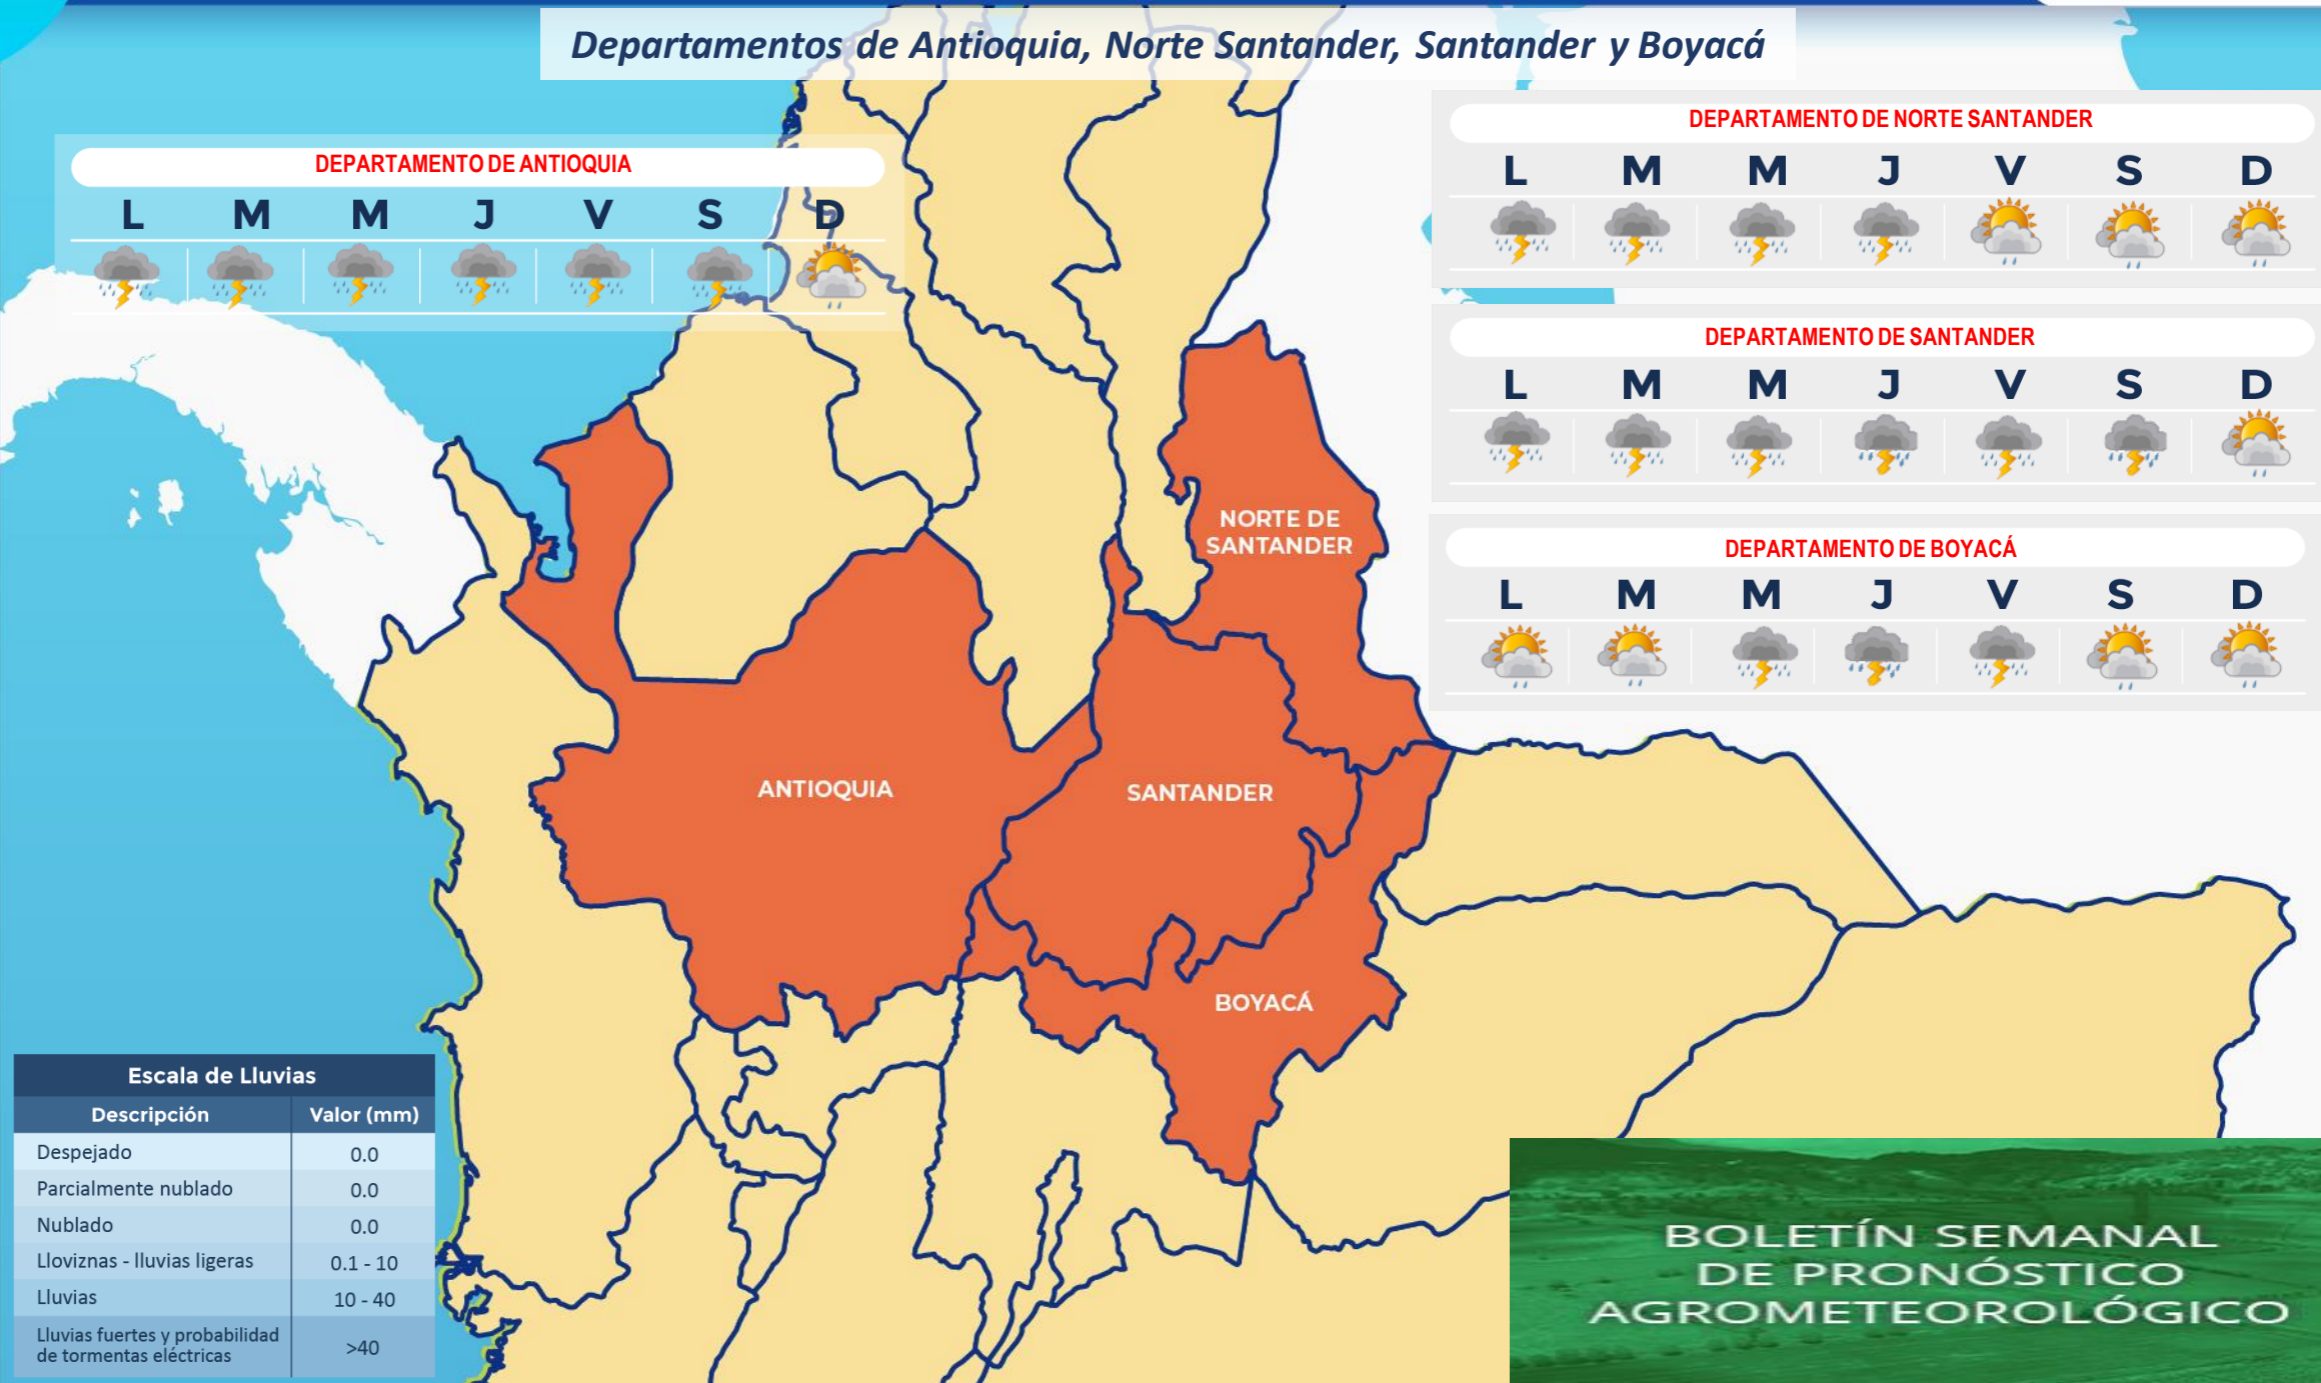 Departamentos de Antioquia, Norte Santander, Santander y Boyacá
DEPARTAMENTO DE ANTIOQUIA
L M M J V S D
DEPARTAMENTO DE NORTE SANTANDER
L M M J V S D
DEPARTAMENTO DE SANTANDER
L M M J V S D
DEPARTAMENTO DE BOYACÁ
L M M J V S D
NORTE DE
SANTANDER
ANTIOQUIA
SANTANDER
BOYACÁ
Escala de Lluvias
Descripción Valor (mm)
Despejado 0.0
Parcialmente nublado 0.0
Nublado 0.0
Lloviznas - lluvias ligeras 0.1 - 10
Lluvias 10 - 40
Lluvias fuertes y probabilidad
de tormentas eléctricas >40
BOLETÍN SEMANAL
DE PRONÓSTICO
AGROMETEOROLÓGICO